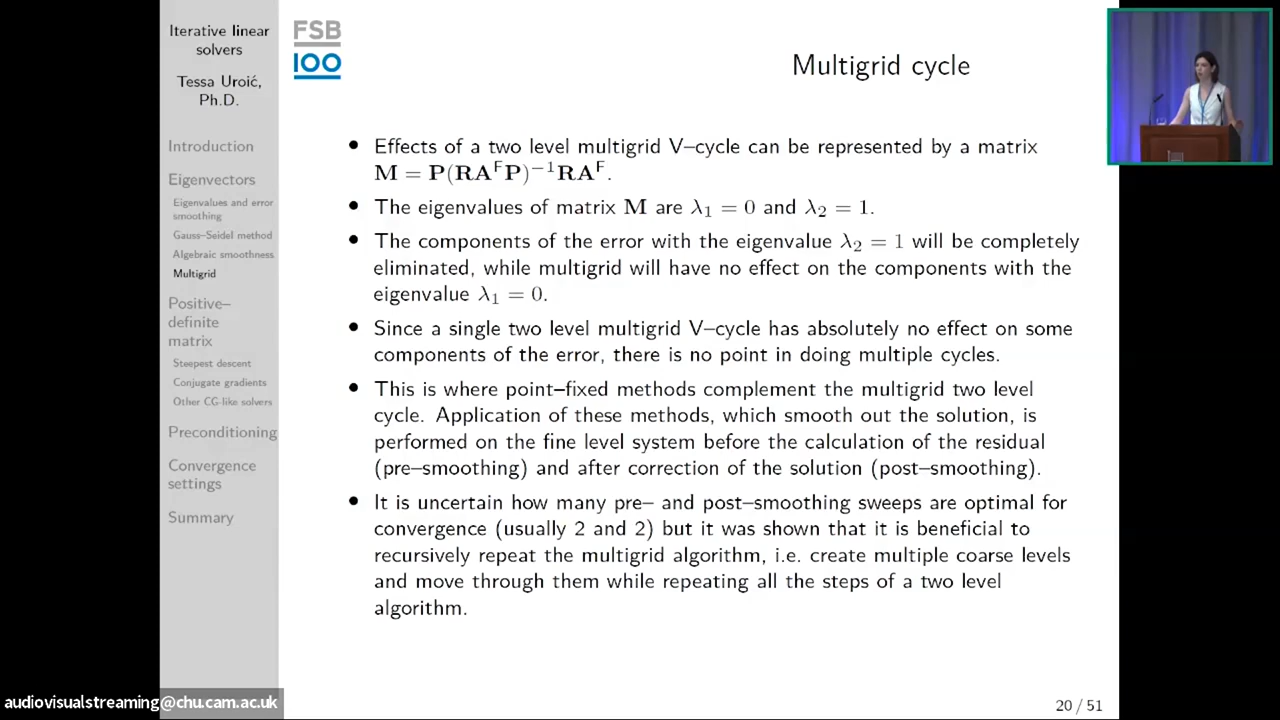 Iterative linear
solvers
Tessa Uroić,
Ph.D.
Introduction
Eigenvectors
Eigenvalues and error
smoothing
Gauss–Seidel method
Algebraic smoothness
Multigrid
Positive–
definite
matrix
Steepest descent
Conjugate gradients
Other CG-like solvers
Preconditioning
Convergence
settings
Summary
FSB
100
Multigrid cycle
• Effects of a two level multigrid V–cycle can be represented by a matrix
M = P(RAᶠP)⁻¹RAᶠ.
• The eigenvalues of matrix M are λ₁ = 0 and λ₂ = 1.
• The components of the error with the eigenvalue λ₂ = 1 will be completely
eliminated, while multigrid will have no effect on the components with the
eigenvalue λ₁ = 0.
• Since a single two level multigrid V–cycle has absolutely no effect on some
components of the error, there is no point in doing multiple cycles.
• This is where point–fixed methods complement the multigrid two level
cycle. Application of these methods, which smooth out the solution, is
performed on the fine level system before the calculation of the residual
(pre–smoothing) and after correction of the solution (post–smoothing).
• It is uncertain how many pre– and post–smoothing sweeps are optimal for
convergence (usually 2 and 2) but it was shown that it is beneficial to
recursively repeat the multigrid algorithm, i.e. create multiple coarse levels
and move through them while repeating all the steps of a two level
algorithm.
audiovisualstreaming@chu.cam.ac.uk
20 / 51